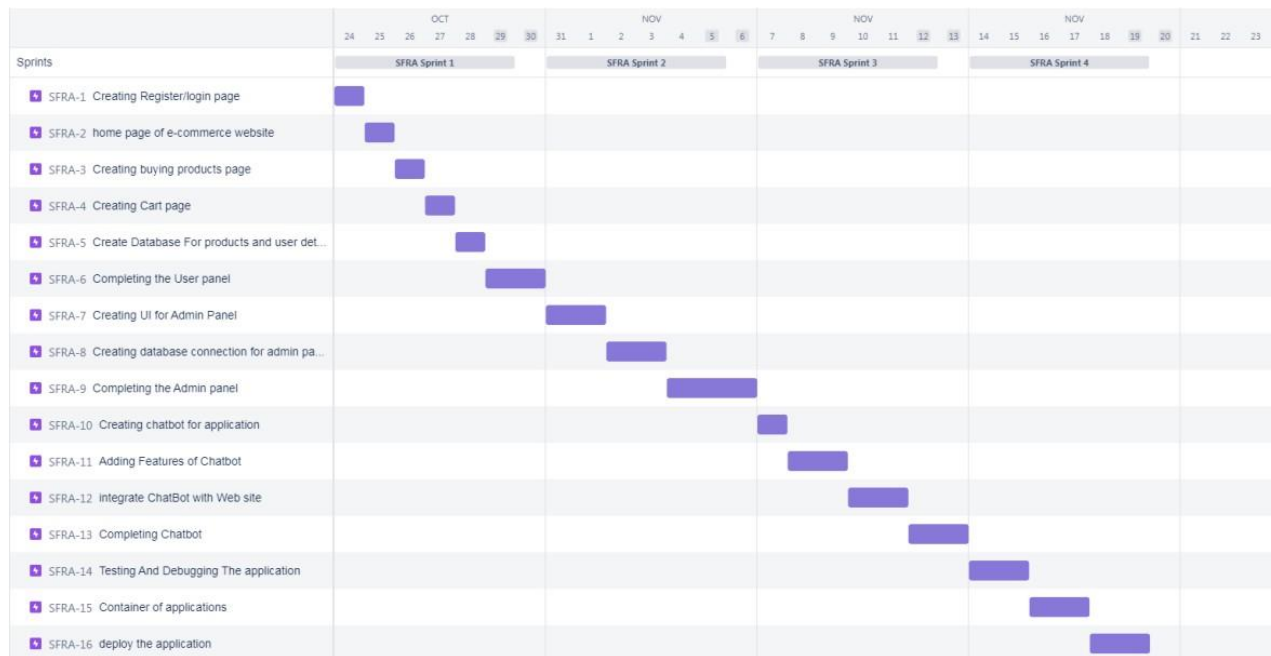 OCT NOV NOV NOV
24 25 26 27 28 29 30 31 1 2 3 4 5 6 7 8 9 10 11 12 13 14 15 16 17 18 19 20 21 22 23
Sprints SFRA Sprint 1 SFRA Sprint 2 SFRA Sprint 3 SFRA Sprint 4
SFRA-1 Creating Register/login page
SFRA-2 home page of e-commerce website
SFRA-3 Creating buying products page
SFRA-4 Creating Cart page
SFRA-5 Create Database For products and user det...
SFRA-6 Completing the User panel
SFRA-7 Creating UI for Admin Panel
SFRA-8 Creating database connection for admin pa...
SFRA-9 Completing the Admin panel
SFRA-10 Creating chatbot for application
SFRA-11 Adding Features of Chatbot
SFRA-12 integrate ChatBot with Web site
SFRA-13 Completing Chatbot
SFRA-14 Testing And Debugging The application
SFRA-15 Container of applications
SFRA-16 deploy the application